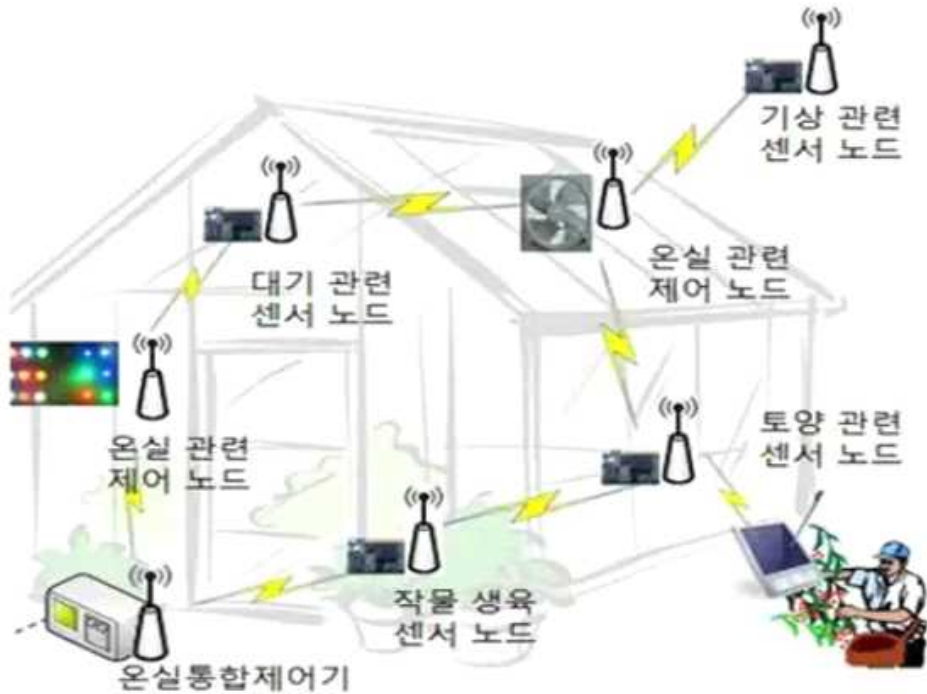 기상 관련
센서 노드
온실 관련
제어 노드
대기 관련
센서 노드
토양 관련
센서 노드
온실 관련
제어 노드
작물 생육
센서 노드
온실통합제어기